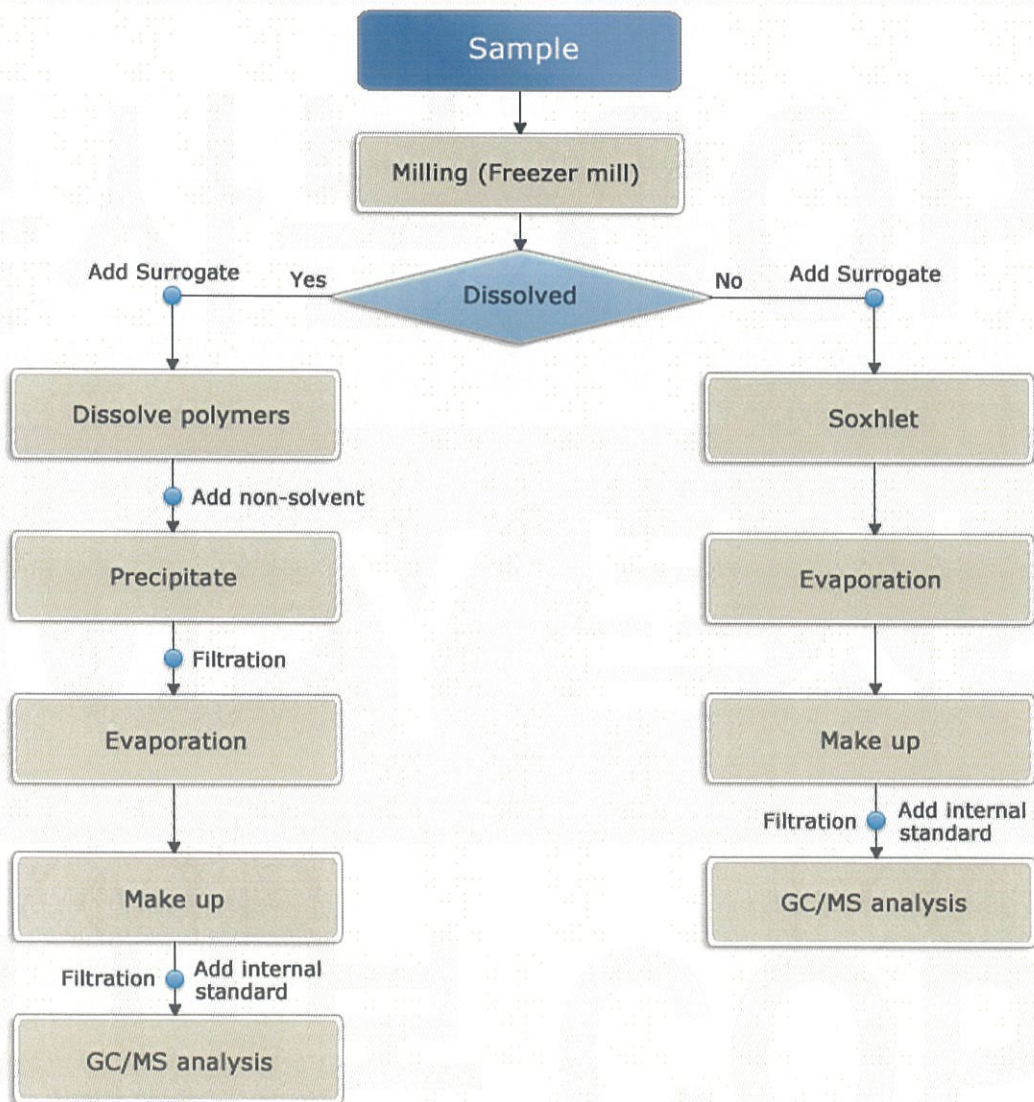 Sample
Milling (Freezer mill)
Add Surrogate
Yes
Dissolved
No
Add Surrogate
Dissolve polymers
Add non-solvent
Precipitate
Filtration
Evaporation
Make up
Filtration
Add internal
standard
GC/MS analysis
Soxhlet
Evaporation
Make up
Filtration
Add internal
standard
GC/MS analysis